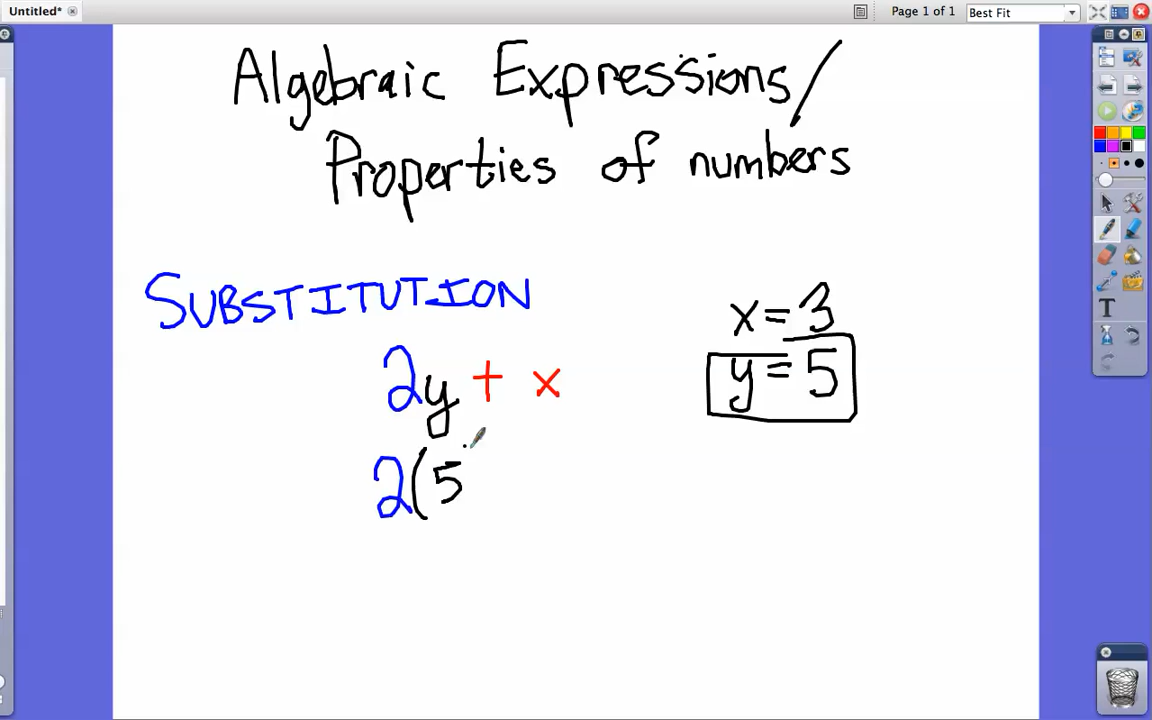 Untitled*
Page 1 of 1
Best Fit
Algebraic Expressions/
Properties of numbers
SUBSTITUTION
x = 3
y = 5
2y + x
2(5
T